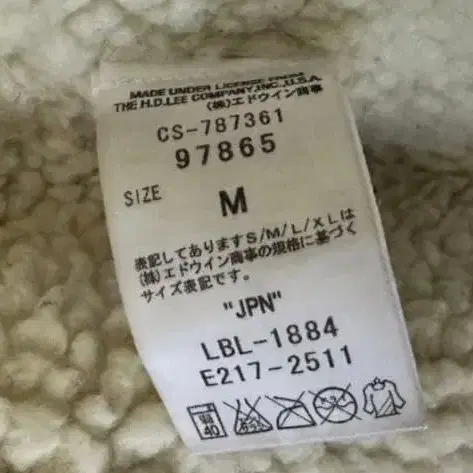 MADE UNDER LICENSE FROM
THE H.D.LEE COMPANY,INC.,U.S.A.
(株)エドウイン商事
CS-787361
97865
SIZE
M
表記してありますS/M/L/XLは
(株)エドウイン商事の規格に基づく
サイズ表記です。
"JPN"
LBL-1884
E217-2511
40